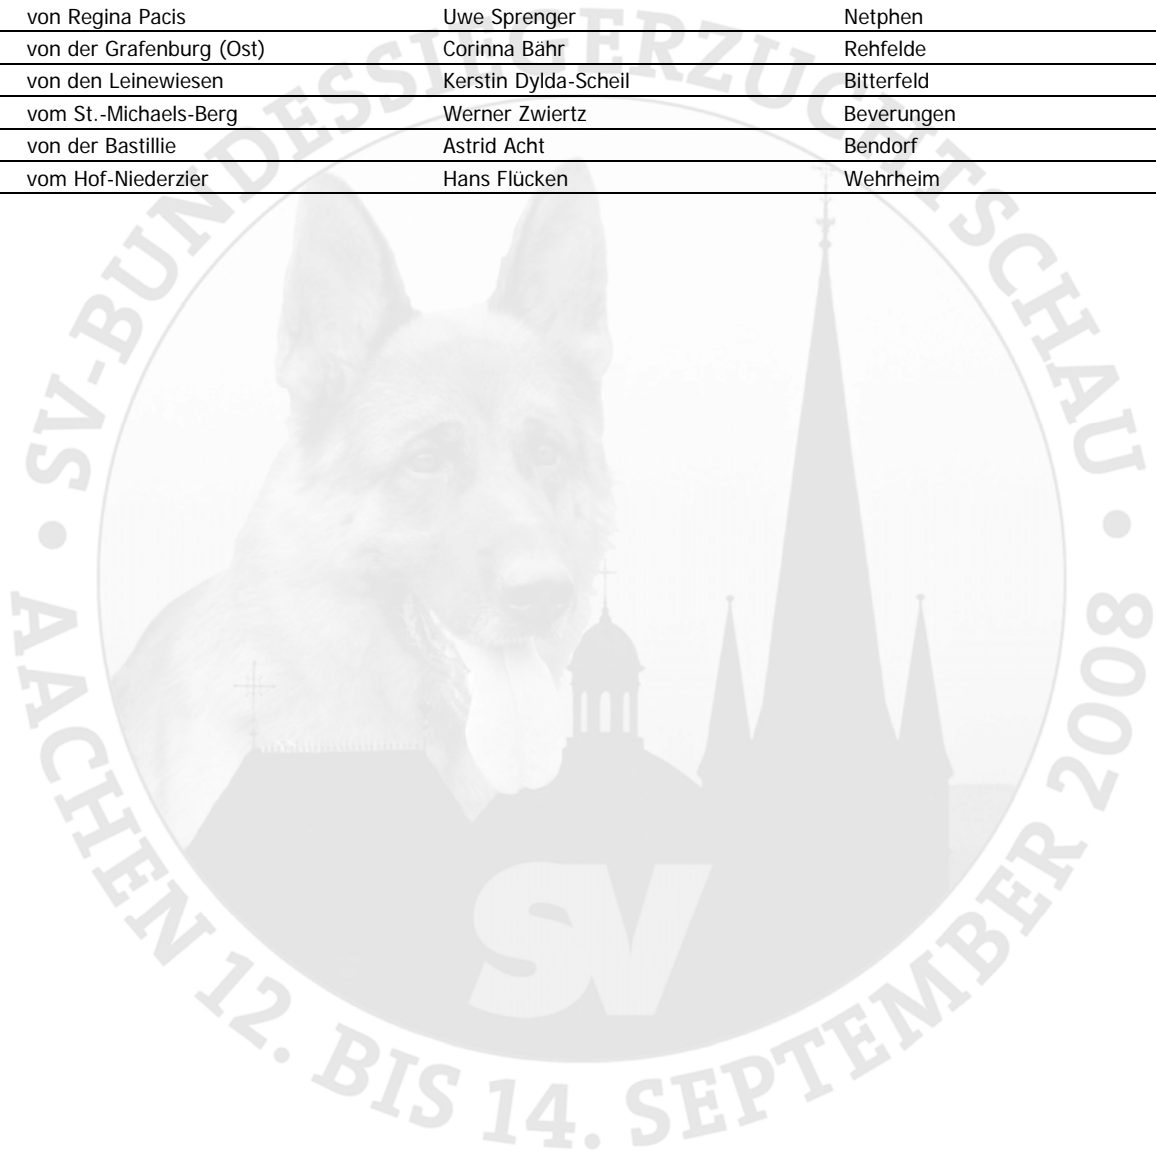 von Regina Pacis Uwe Sprenger Netphen
von der Grafenburg (Ost) Corinna Bähr Rehfelde
von den Leinewiesen Kerstin Dylda-Scheil Bitterfeld
vom St.-Michaels-Berg Werner Zwiertz Beverungen
von der Bastillie Astrid Acht Bendorf
vom Hof-Niederzier Hans Flücken Wehrheim
• SV-BUNDESSIEGERZUCHTSCHAU •
AACHEN 12. BIS 14. SEPTEMBER 2008
SV